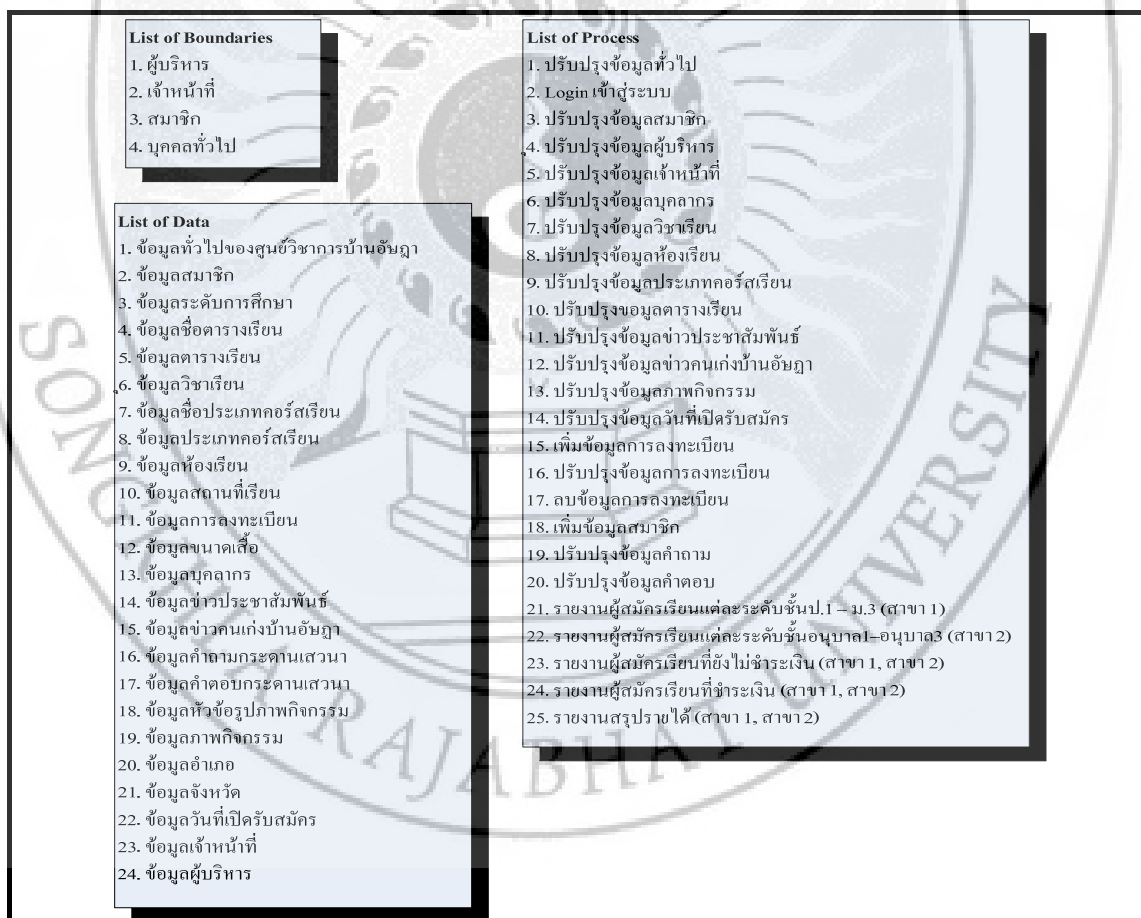 List of Boundaries
1. ผู้บริหาร
2. เจ้าหน้าที่
3. สมาชิก
4. บุคคลทั่วไป
List of Data
1. ข้อมูลทั่วไปของศูนย์วิชาการบ้านอัษฎา
2. ข้อมูลสมาชิก
3. ข้อมูลระดับการศึกษา
4. ข้อมูลชื่อตารางเรียน
5. ข้อมูลตารางเรียน
6. ข้อมูลวิชาเรียน
7. ข้อมูลชื่อประเภทคอร์สเรียน
8. ข้อมูลประเภทคอร์สเรียน
9. ข้อมูลห้องเรียน
10. ข้อมูลสถานที่เรียน
11. ข้อมูลการลงทะเบียน
12. ข้อมูลขนาดเสื้อ
13. ข้อมูลบุคลากร
14. ข้อมูลข่าวประชาสัมพันธ์
15. ข้อมูลข่าวคนเก่งบ้านอัษฎา
16. ข้อมูลคำถามกระดานเสวนา
17. ข้อมูลคำตอบกระดานเสวนา
18. ข้อมูลหัวข้อรูปภาพกิจกรรม
19. ข้อมูลภาพกิจกรรม
20. ข้อมูลอำเภอ
21. ข้อมูลจังหวัด
22. ข้อมูลวันที่เปิดรับสมัคร
23. ข้อมูลเจ้าหน้าที่
24. ข้อมูลผู้บริหาร
List of Process
1. ปรับปรุงข้อมูลทั่วไป
2. Login เข้าสู่ระบบ
3. ปรับปรุงข้อมูลสมาชิก
4. ปรับปรุงข้อมูลผู้บริหาร
5. ปรับปรุงข้อมูลเจ้าหน้าที่
6. ปรับปรุงข้อมูลบุคลากร
7. ปรับปรุงข้อมูลวิชาเรียน
8. ปรับปรุงข้อมูลห้องเรียน
9. ปรับปรุงข้อมูลประเภทคอร์สเรียน
10. ปรับปรุงขอมูลตารางเรียน
11. ปรับปรุงข้อมูลข่าวประชาสัมพันธ์
12. ปรับปรุงข้อมูลข่าวคนเก่งบ้านอัษฎา
13. ปรับปรุงข้อมูลภาพกิจกรรม
14. ปรับปรุงข้อมูลวันที่เปิดรับสมัคร
15. เพิ่มข้อมูลการลงทะเบียน
16. ปรับปรุงข้อมูลการลงทะเบียน
17. ลบข้อมูลการลงทะเบียน
18. เพิ่มข้อมูลสมาชิก
19. ปรับปรุงข้อมูลคำถาม
20. ปรับปรุงข้อมูลคำตอบ
21. รายงานผู้สมัครเรียนแต่ละระดับชั้นป.1 – ม.3 (สาขา 1)
22. รายงานผู้สมัครเรียนแต่ละระดับชั้นอนุบาล1–อนุบาล3 (สาขา 2)
23. รายงานผู้สมัครเรียนที่ยังไม่ชำระเงิน (สาขา 1, สาขา 2)
24. รายงานผู้สมัครเรียนที่ชำระเงิน (สาขา 1, สาขา 2)
25. รายงานสรุปรายได้ (สาขา 1, สาขา 2)
SONGKHLA RAJABHAT UNIVERSITY